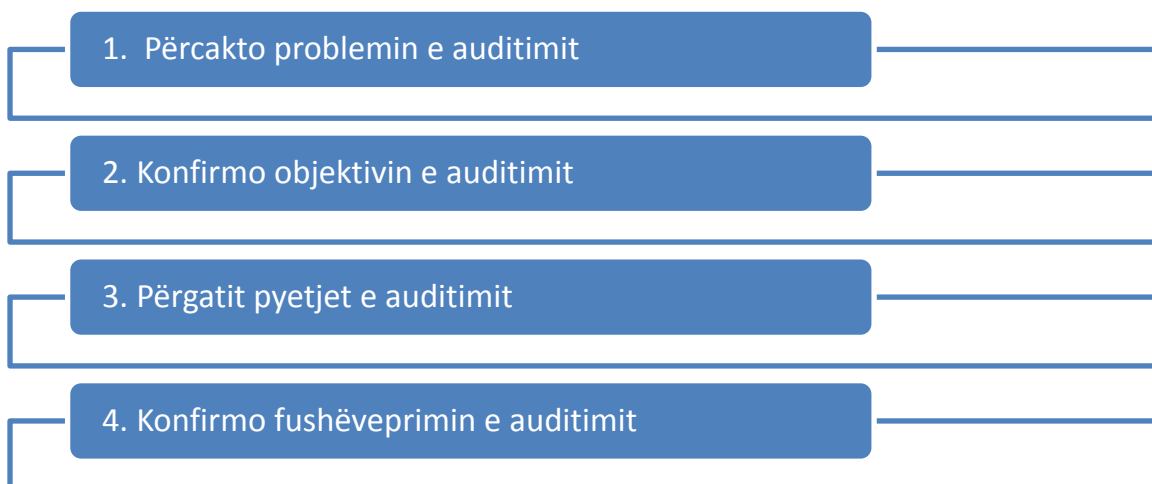 1. Përcakto problemin e auditimit
2. Konfirmo objektivin e auditimit
3. Përgatit pyetjet e auditimit
4. Konfirmo fushëveprimin e auditimit